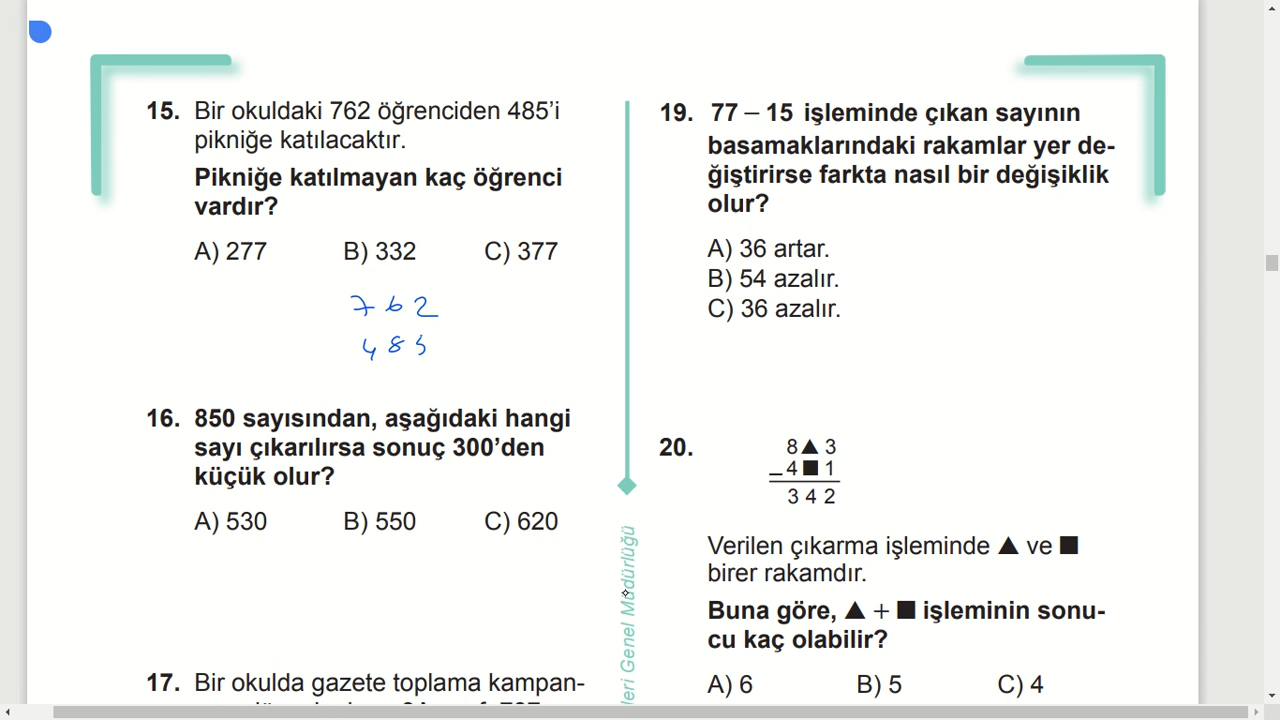 15. Bir okuldaki 762 öğrenciden 485’i
pikniğe katılacaktır.
Pikniğe katılmayan kaç öğrenci
vardır?
A) 277 B) 332 C) 377
762
485
16. 850 sayısından, aşağıdaki hangi
sayı çıkarılırsa sonuç 300’den
küçük olur?
A) 530 B) 550 C) 620
17. Bir okulda gazete toplama kampan-
leri Genel Müdürlüğü
19. 77 – 15 işleminde çıkan sayının
basamaklarındaki rakamlar yer de-
ğiştirirse farkta nasıl bir değişiklik
olur?
A) 36 artar.
B) 54 azalır.
C) 36 azalır.
20. 8▲3
– 4■1
342
Verilen çıkarma işleminde ▲ ve ■
birer rakamdır.
Buna göre, ▲ + ■ işleminin sonu-
cu kaç olabilir?
A) 6 B) 5 C) 4